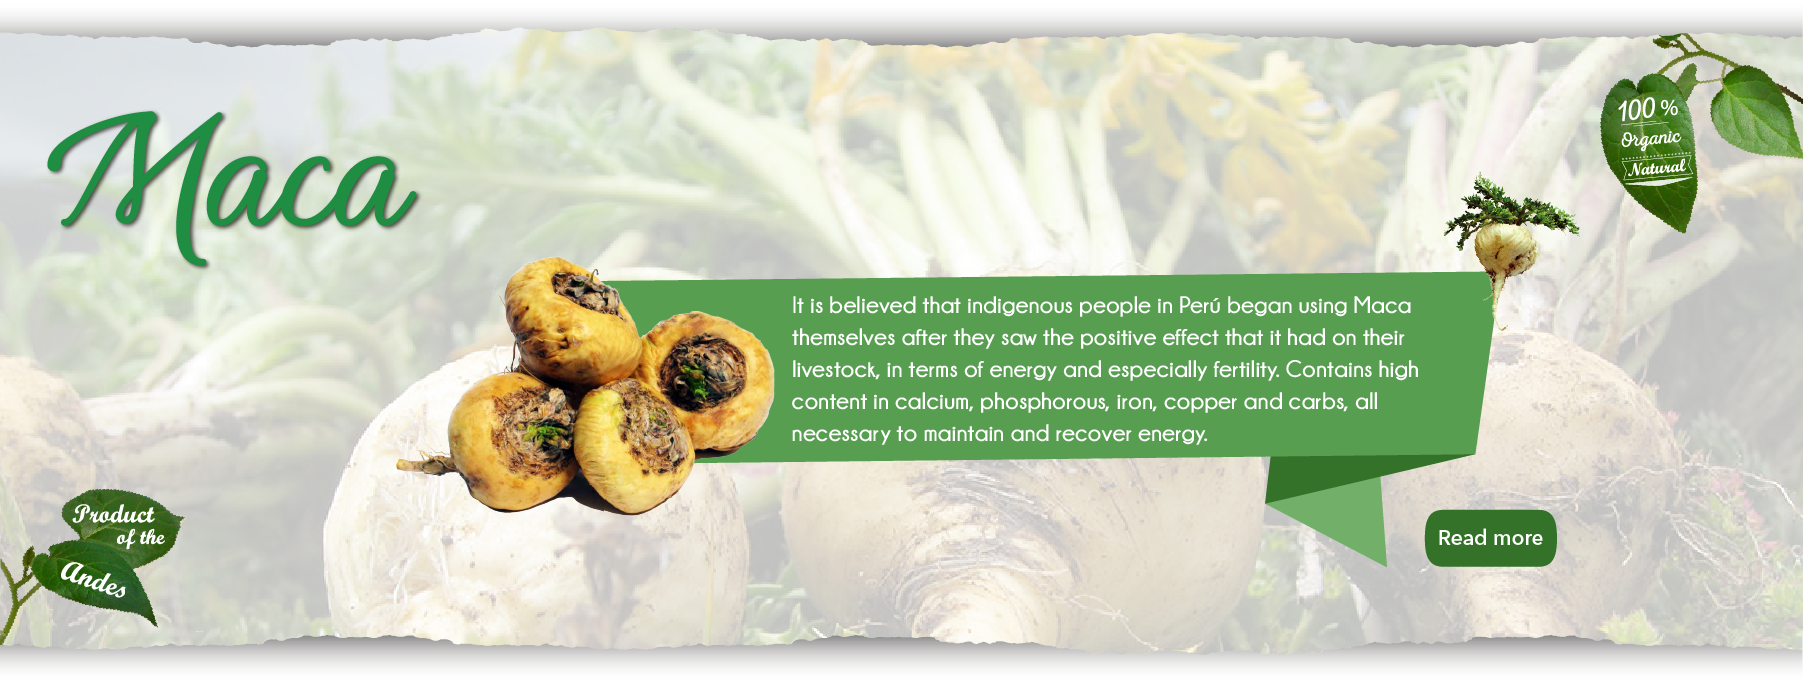 Maca
100 %
Organic
Natural
It is believed that indigenous people in Perú began using Maca
themselves after they saw the positive effect that it had on their
livestock, in terms of energy and especially fertility. Contains high
content in calcium, phosphorous, iron, copper and carbs, all
necessary to maintain and recover energy.
Product
of the
Andes
Read more